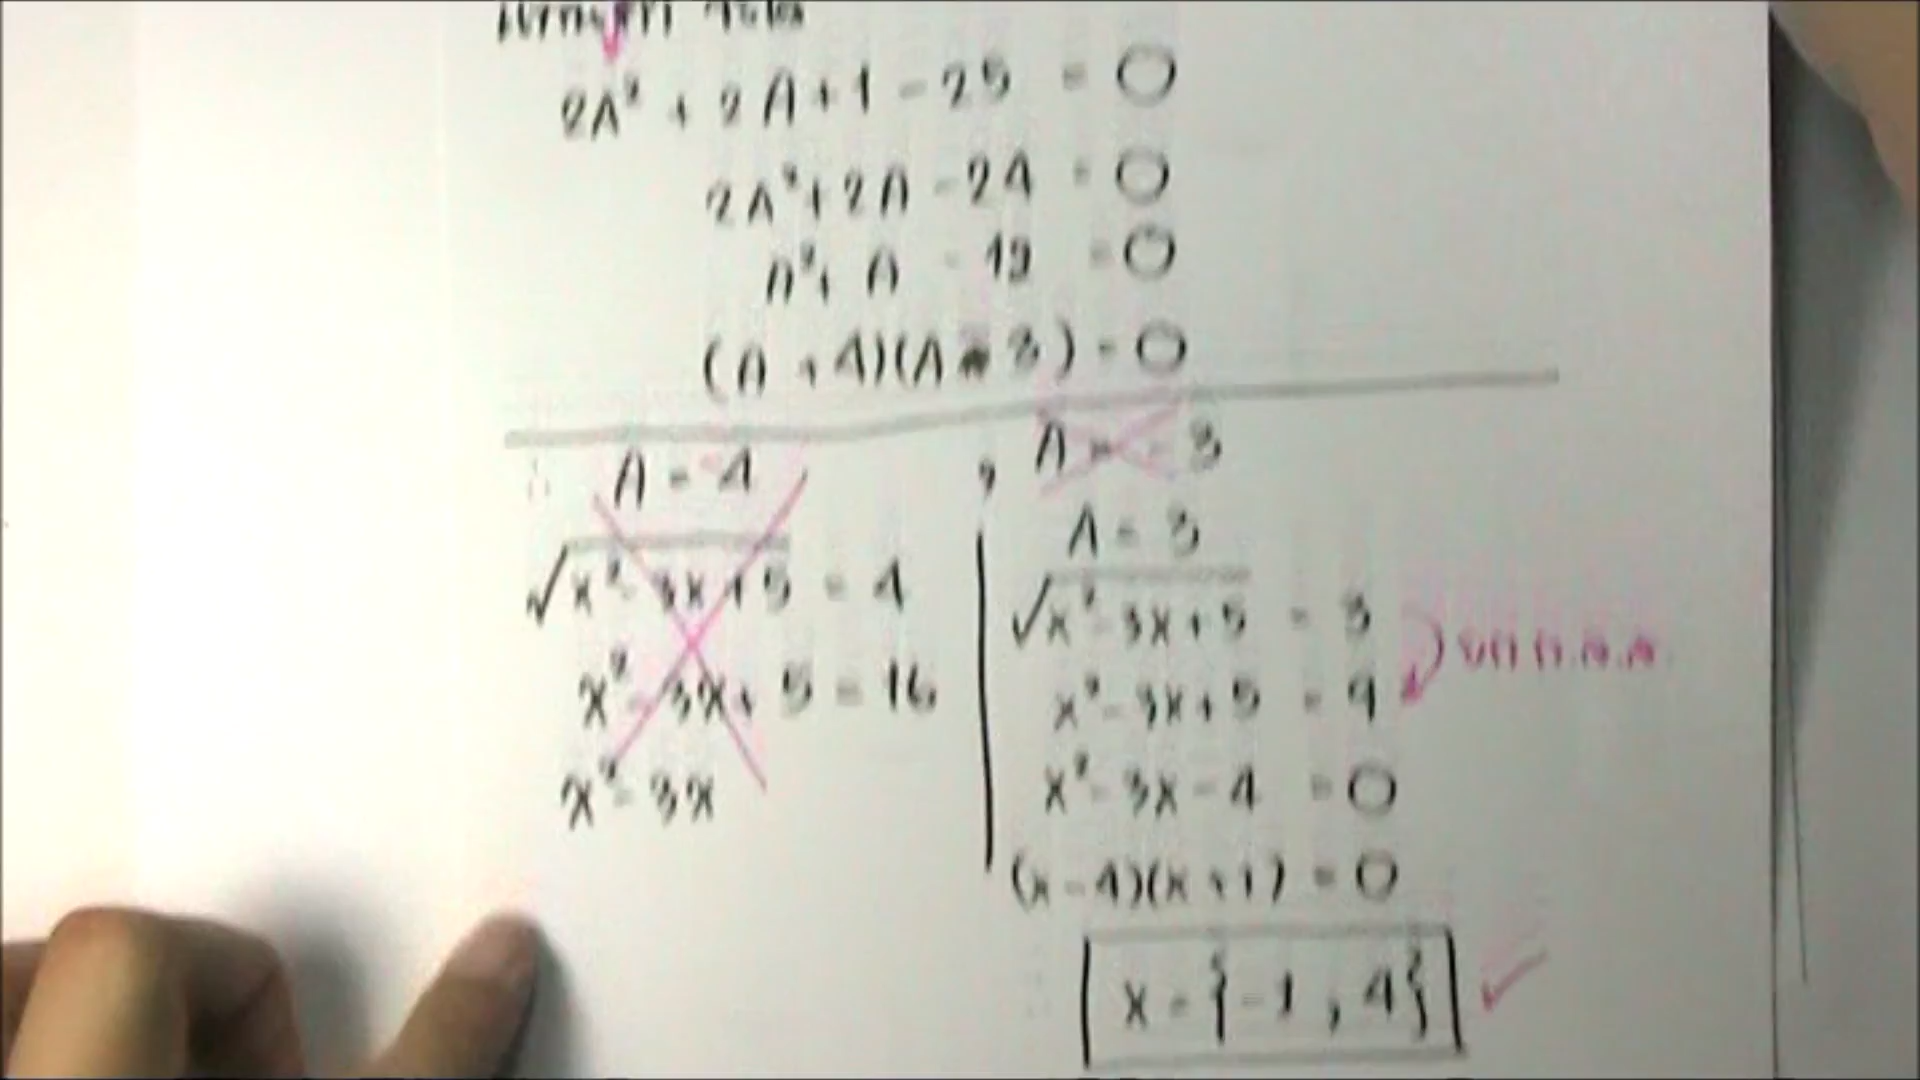 2A² + 2A + 1 - 25 = 0
2A² + 2A - 24 = 0
A² + A - 12 = 0
(A + 4)(A - 3) = 0
∴ A = -4 , A = -3
A = 3
√x² - 3x + 5 = 4
√x² - 3x + 5 = 3
x² - 3x + 5 = 16
x² - 3x + 5 = 9
x² - 3x
x² - 3x - 4 = 0
(x - 4)(x + 1) = 0
x = {-1 , 4}